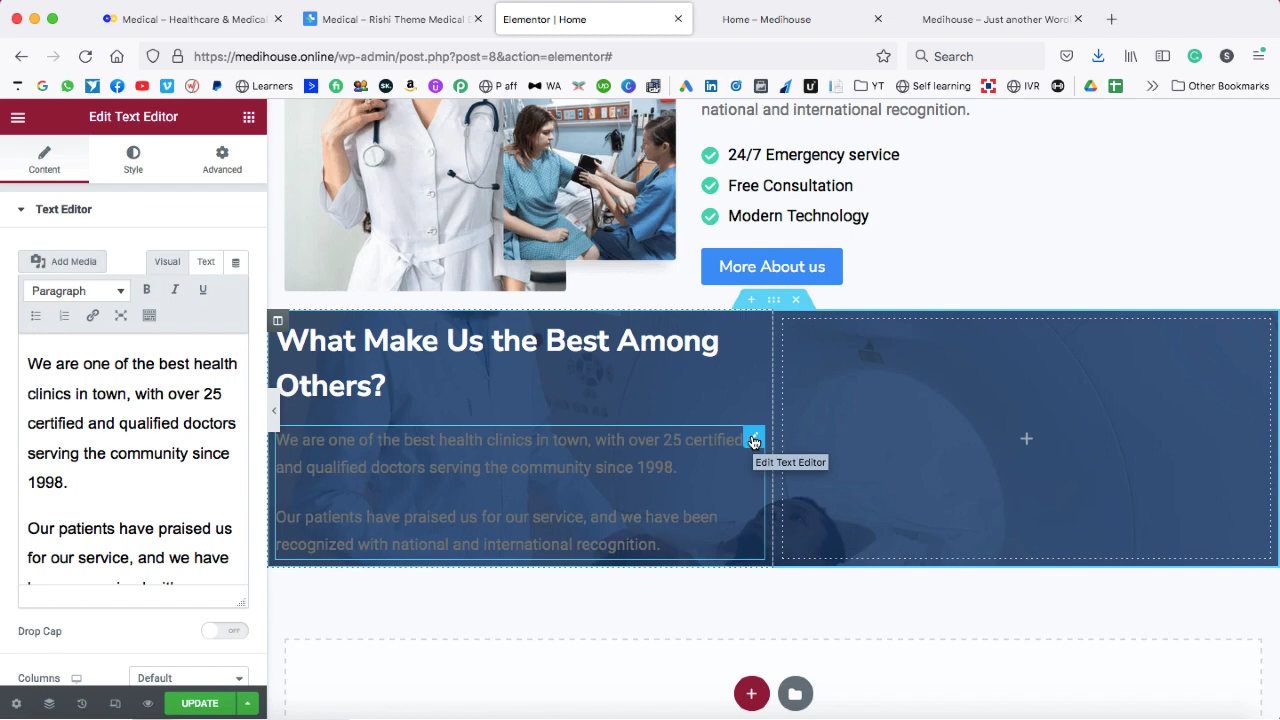 Medical – Healthcare & Medical
Medical – Rishi Theme Medical
Elementor | Home
Home – Medihouse
Medihouse – Just another Word
https://medihouse.online/wp-admin/post.php?post=8&action=elementor#
Search
Learners
P aff
WA
YT
Self learning
IVR
Other Bookmarks
Edit Text Editor
Content
Style
Advanced
Text Editor
Add Media
Visual
Text
Paragraph
B I U
We are one of the best health
clinics in town, with over 25
certified and qualified doctors
serving the community since
1998.
Our patients have praised us
for our service, and we have
Drop Cap
OFF
Columns
Default
UPDATE
national and international recognition.
24/7 Emergency service
Free Consultation
Modern Technology
More About us
What Make Us the Best Among
Others?
We are one of the best health clinics in town, with over 25 certified
and qualified doctors serving the community since 1998.
Edit Text Editor
Our patients have praised us for our service, and we have been
recognized with national and international recognition.